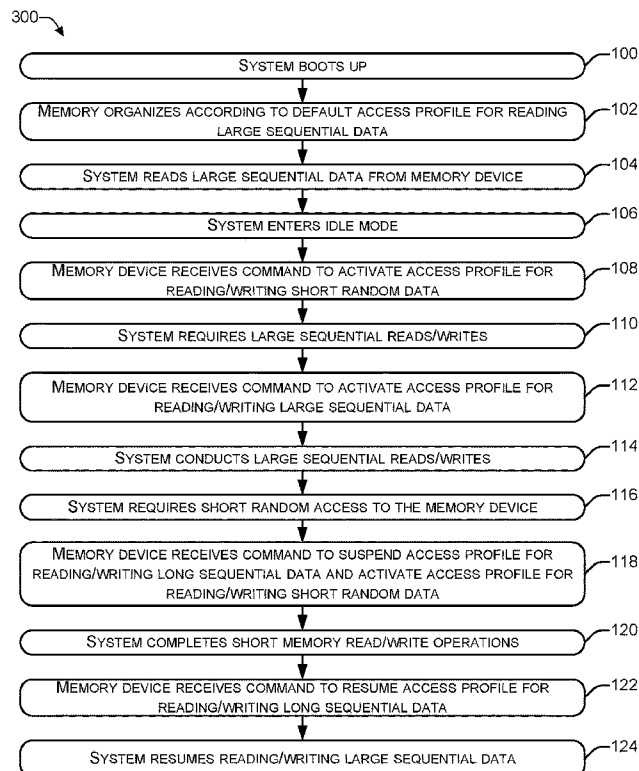 300
SYSTEM BOOTS UP
100
MEMORY ORGANIZES ACCORDING TO DEFAULT ACCESS PROFILE FOR READING
LARGE SEQUENTIAL DATA
102
SYSTEM READS LARGE SEQUENTIAL DATA FROM MEMORY DEVICE
104
SYSTEM ENTERS IDLE MODE
106
MEMORY DEVICE RECEIVES COMMAND TO ACTIVATE ACCESS PROFILE FOR
READING/WRITING SHORT RANDOM DATA
108
SYSTEM REQUIRES LARGE SEQUENTIAL READS/WRITES
110
MEMORY DEVICE RECEIVES COMMAND TO ACTIVATE ACCESS PROFILE FOR
READING/WRITING LARGE SEQUENTIAL DATA
112
SYSTEM CONDUCTS LARGE SEQUENTIAL READS/WRITES
114
SYSTEM REQUIRES SHORT RANDOM ACCESS TO THE MEMORY DEVICE
116
MEMORY DEVICE RECEIVES COMMAND TO SUSPEND ACCESS PROFILE FOR
READING/WRITING LONG SEQUENTIAL DATA AND ACTIVATE ACCESS PROFILE FOR
READING/WRITING SHORT RANDOM DATA
118
SYSTEM COMPLETES SHORT MEMORY READ/WRITE OPERATIONS
120
MEMORY DEVICE RECEIVES COMMAND TO RESUME ACCESS PROFILE FOR
READING/WRITING LONG SEQUENTIAL DATA
122
SYSTEM RESUMES READING/WRITING LARGE SEQUENTIAL DATA
124